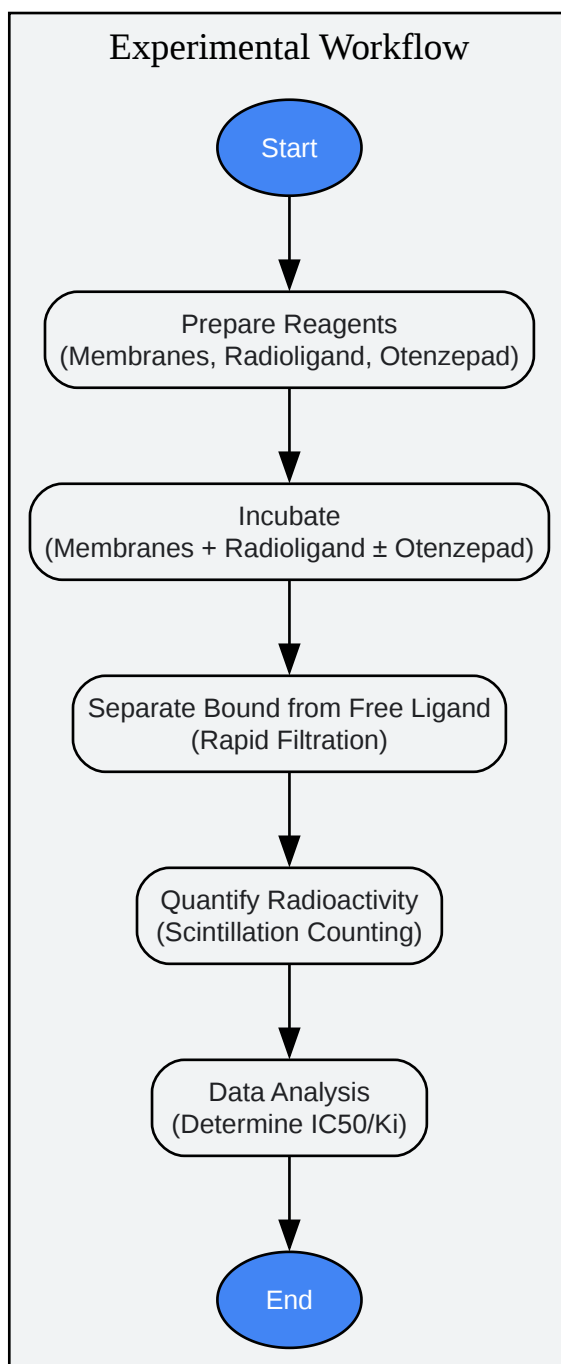 Experimental Workflow
Start
Prepare Reagents
(Membranes, Radioligand, Otenzepad)
Incubate
(Membranes + Radioligand ± Otenzepad)
Separate Bound from Free Ligand
(Rapid Filtration)
Quantify Radioactivity
(Scintillation Counting)
Data Analysis
(Determine IC50/Ki)
End